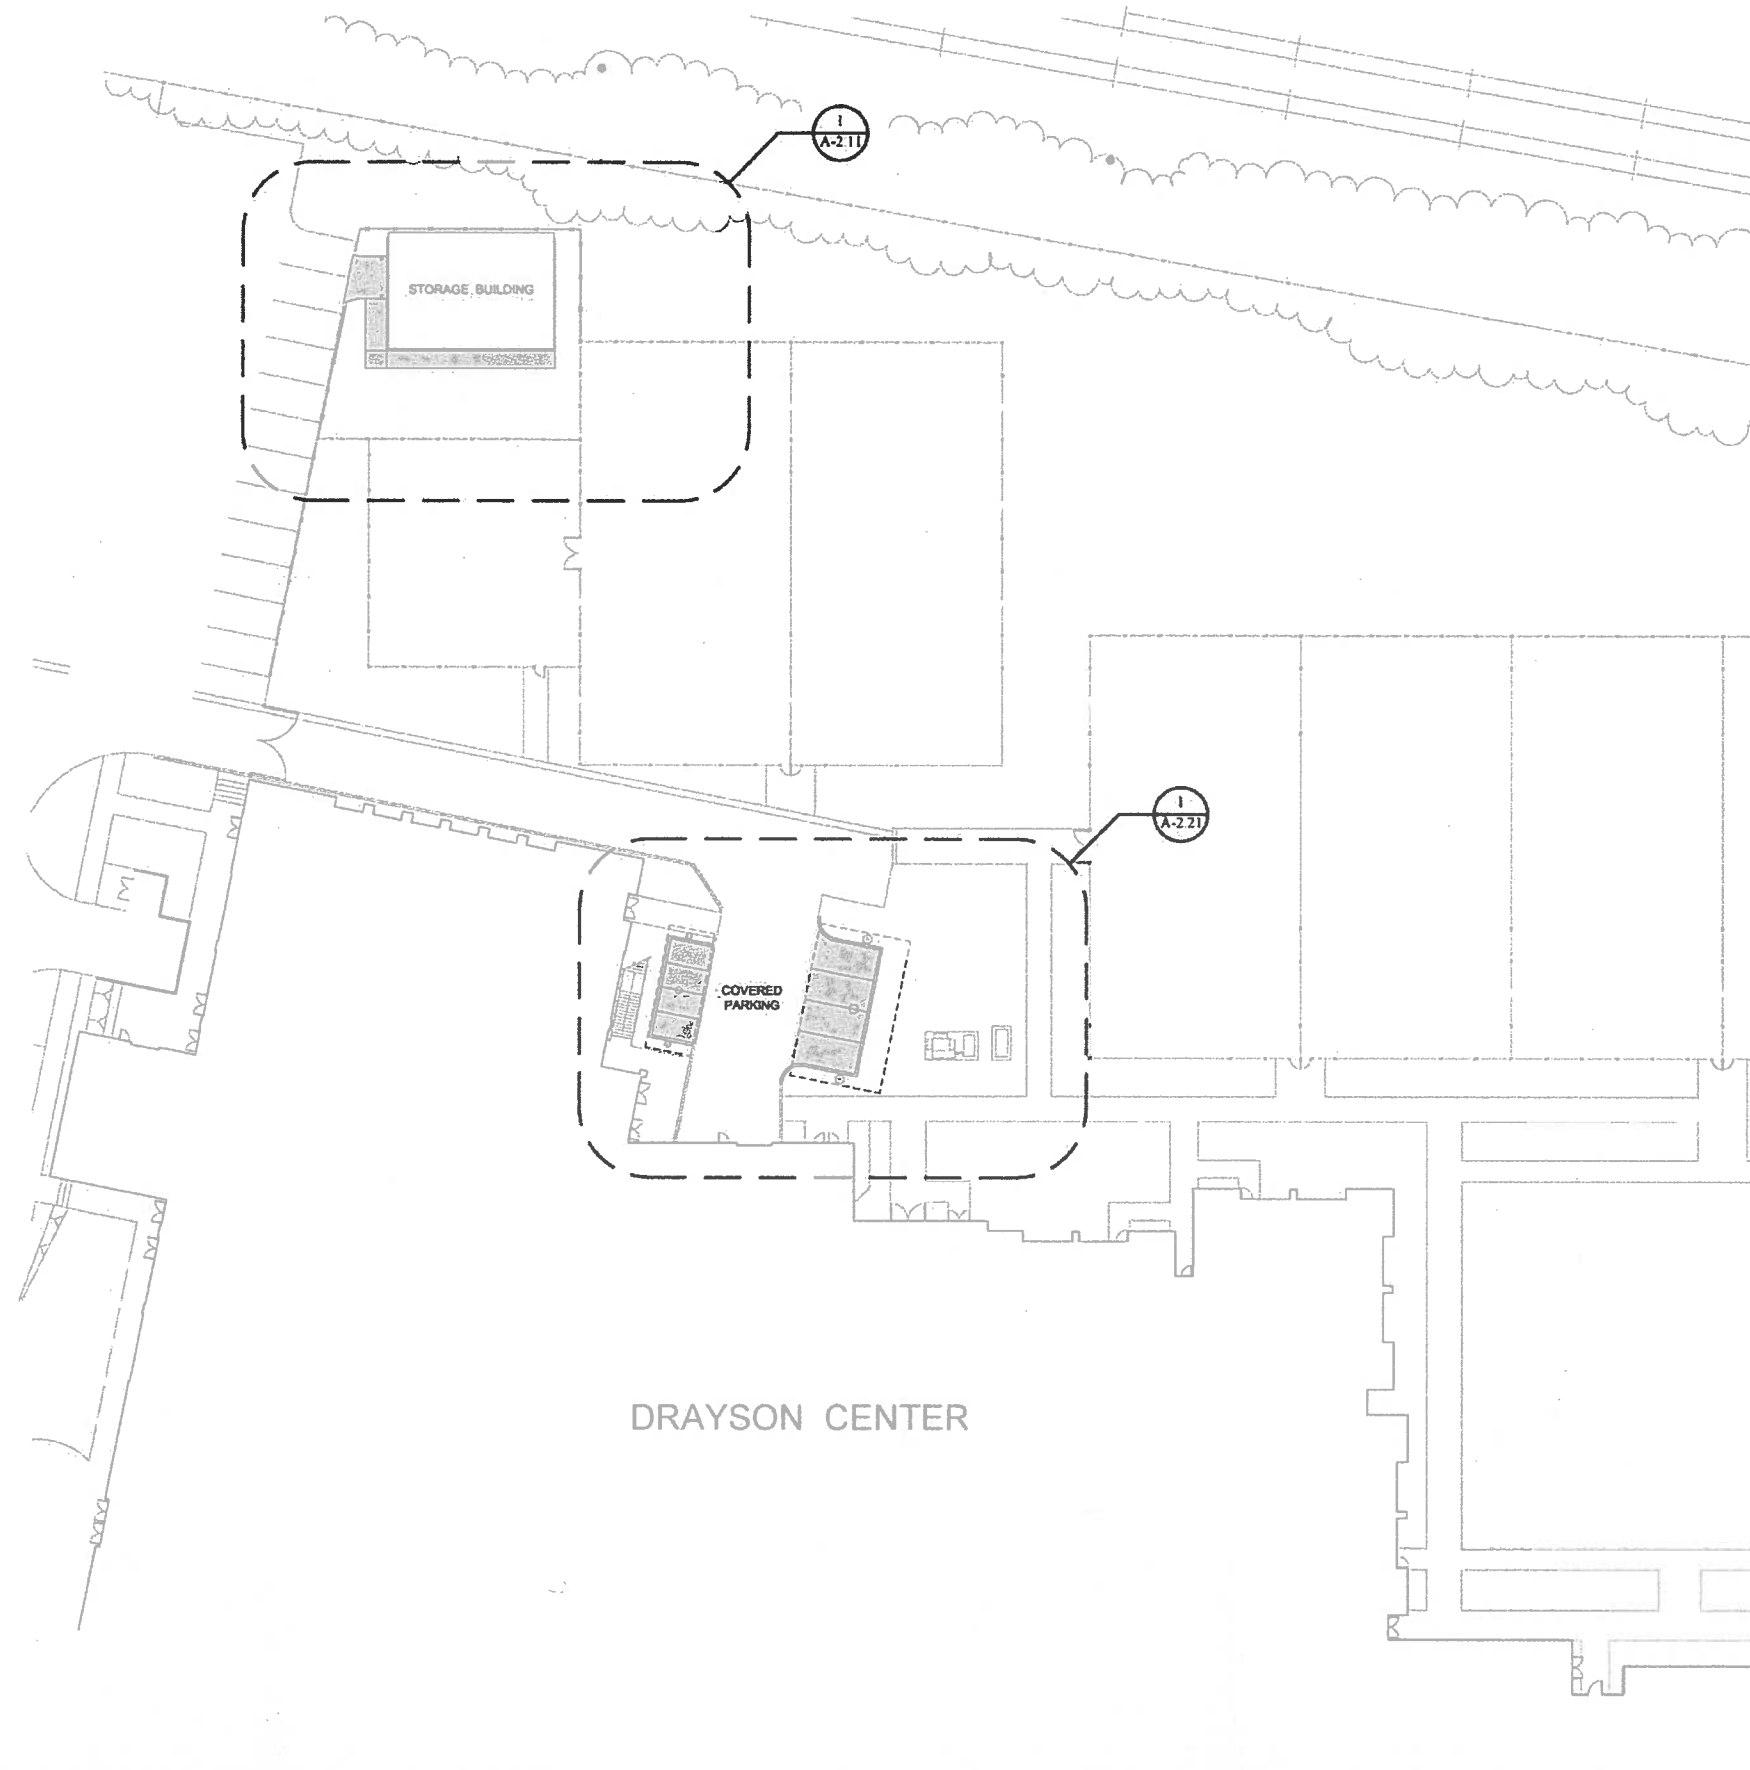 1
A-2.11
STORAGE BUILDING
1
A-2.21
COVERED
PARKING
DRAYSON CENTER